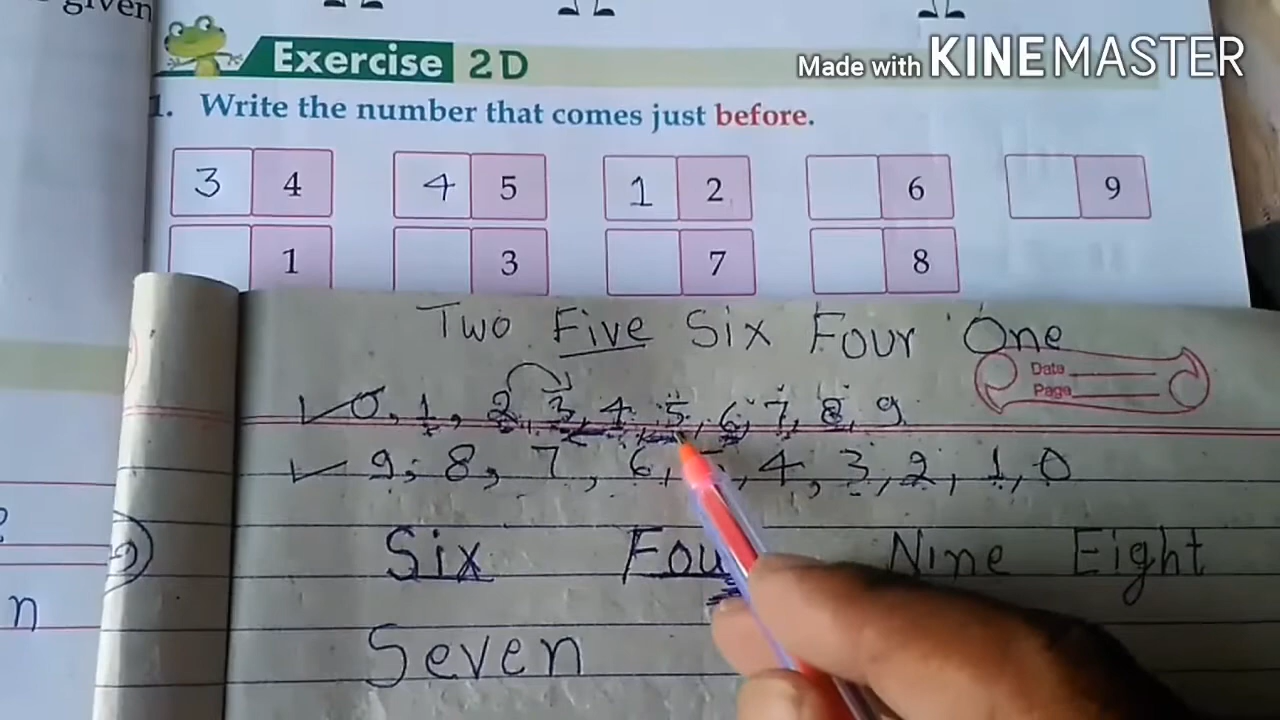 given
Exercise 2D
Made with KINEMASTER
1. Write the number that comes just before.
3 4 4 5 1 2 6 9
1 3 7 8
Two Five Six Four One
Date
Page
0, 1, 2, 3, 4, 5, 6, 7, 8, 9
9, 8, 7, 6, 5, 4, 3, 2, 1, 0
Six Four Nine Eight
n
Seven